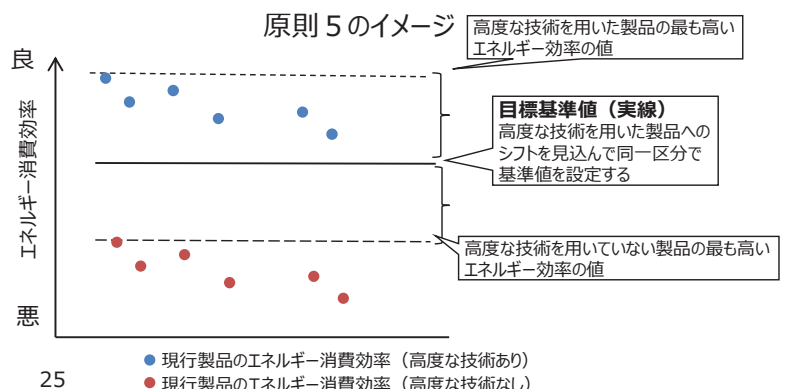 原則５のイメージ
高度な技術を用いた製品の最も高い
エネルギー効率の値
良
エネルギー消費効率
目標基準値（実線）
高度な技術を用いた製品への
シフトを見込んで同一区分で
基準値を設定する
高度な技術を用いていない製品の最も高い
エネルギー効率の値
悪
現行製品のエネルギー消費効率（高度な技術あり）
現行製品のエネルギー消費効率（高度な技術なし）
25